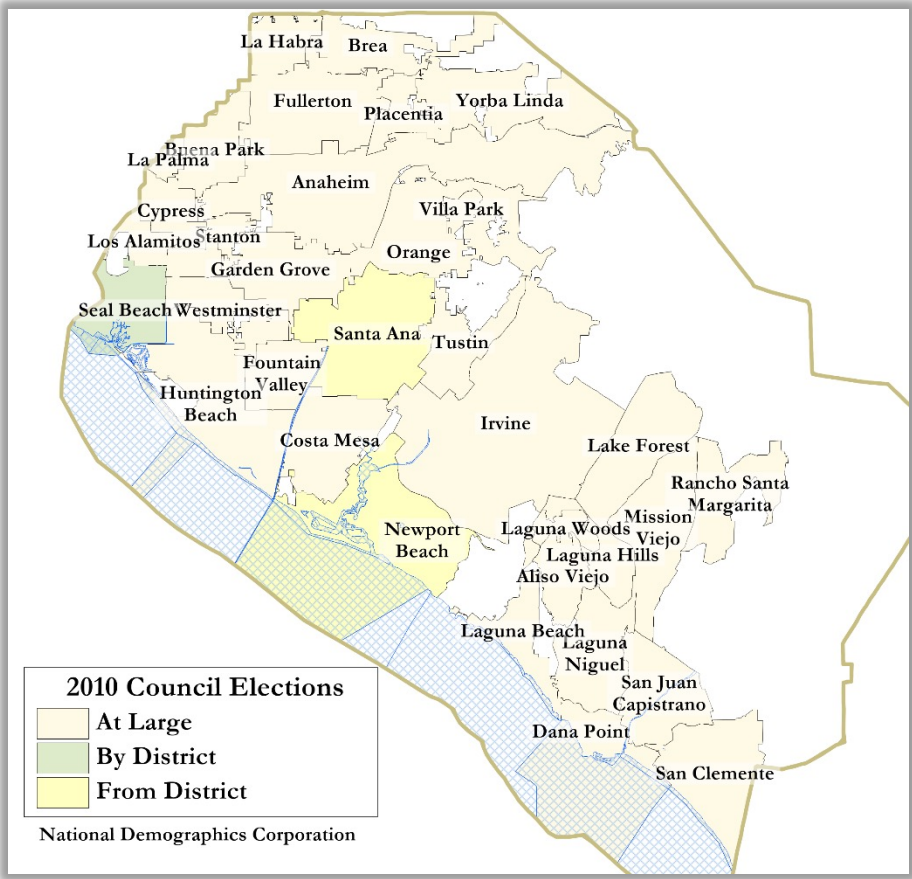 La Habra
Brea
Fullerton
Placentia
Yorba Linda
Buena Park
La Palma
Anaheim
Cypress
Villa Park
Los Alamitos
Stanton
Orange
Garden Grove
Seal Beach
Westminster
Santa Ana
Tustin
Fountain
Valley
Huntington
Beach
Costa Mesa
Irvine
Lake Forest
Rancho Santa
Margarita
Newport
Beach
Laguna Woods
Mission
Viejo
Laguna Hills
Aliso Viejo
Laguna Beach
Laguna
Niguel
San Juan
Capistrano
Dana Point
San Clemente
2010 Council Elections
At Large
By District
From District
National Demographics Corporation